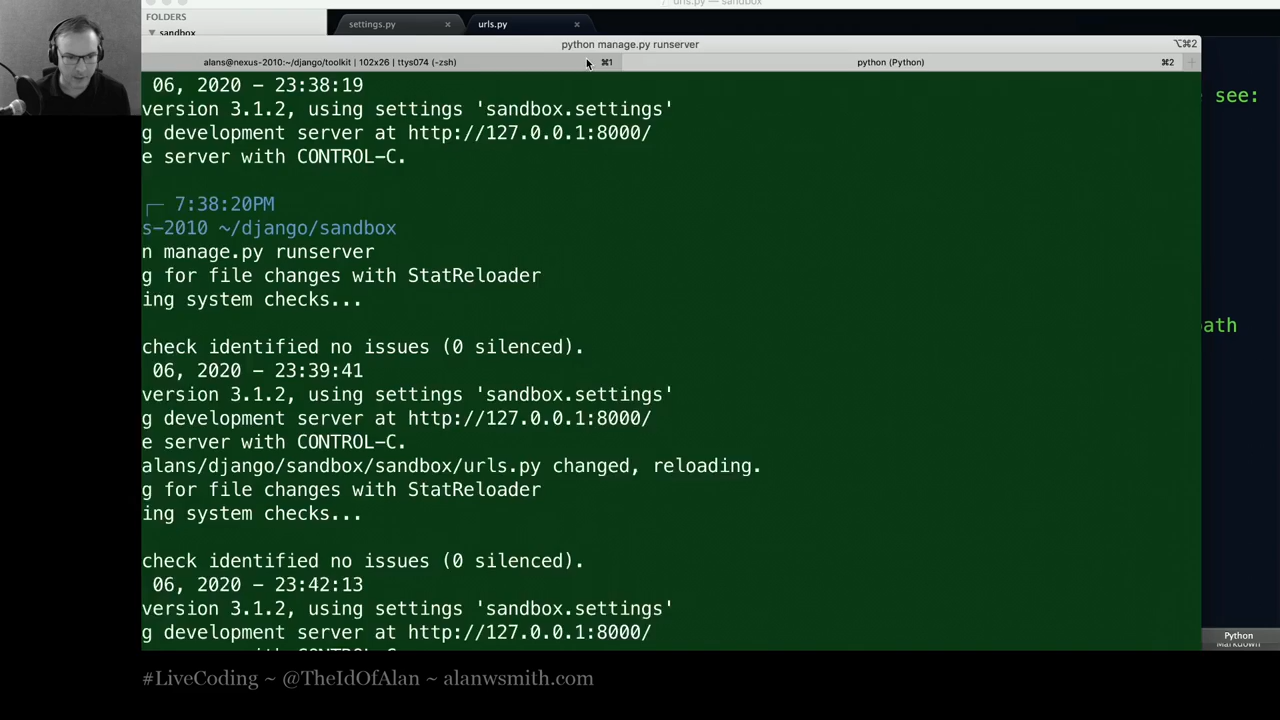 urls.py — sandbox
FOLDERS
sandbox
settings.py ×
urls.py ×
python manage.py runserver
⌥⌘2
alans@nexus-2010:~/django/toolkit | 102x26 | ttys074 (-zsh) ⌘1
python (Python) ⌘2 +
06, 2020 - 23:38:19
version 3.1.2, using settings 'sandbox.settings'
g development server at http://127.0.0.1:8000/
e server with CONTROL-C.
7:38:20PM
s-2010 ~/django/sandbox
n manage.py runserver
g for file changes with StatReloader
ing system checks...
check identified no issues (0 silenced).
06, 2020 - 23:39:41
version 3.1.2, using settings 'sandbox.settings'
g development server at http://127.0.0.1:8000/
e server with CONTROL-C.
alans/django/sandbox/sandbox/urls.py changed, reloading.
g for file changes with StatReloader
ing system checks...
check identified no issues (0 silenced).
06, 2020 - 23:42:13
version 3.1.2, using settings 'sandbox.settings'
g development server at http://127.0.0.1:8000/
see:
ath
Python
Markdown
#LiveCoding ~ @TheIdOfAlan ~ alanwsmith.com